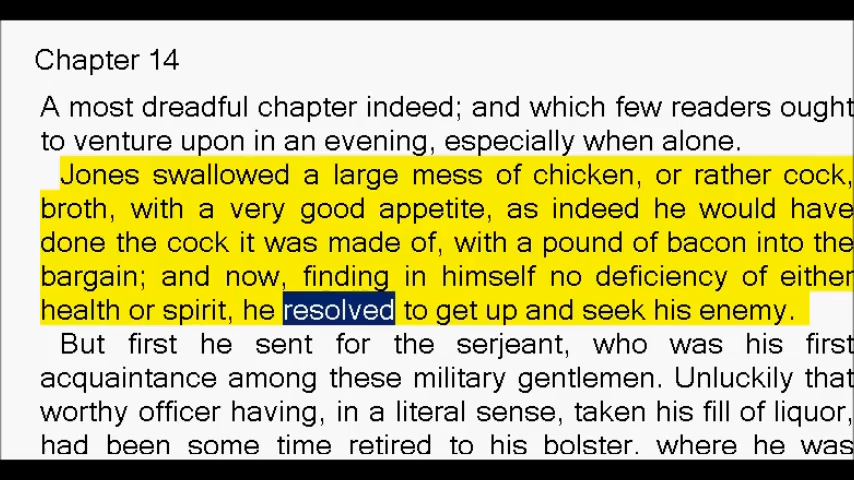 Chapter 14
A most dreadful chapter indeed; and which few readers ought
to venture upon in an evening, especially when alone.
Jones swallowed a large mess of chicken, or rather cock,
broth, with a very good appetite, as indeed he would have
done the cock it was made of, with a pound of bacon into the
bargain; and now, finding in himself no deficiency of either
health or spirit, he resolved to get up and seek his enemy.
But first he sent for the serjeant, who was his first
acquaintance among these military gentlemen. Unluckily that
worthy officer having, in a literal sense, taken his fill of liquor,
had been some time retired to his bolster, where he was